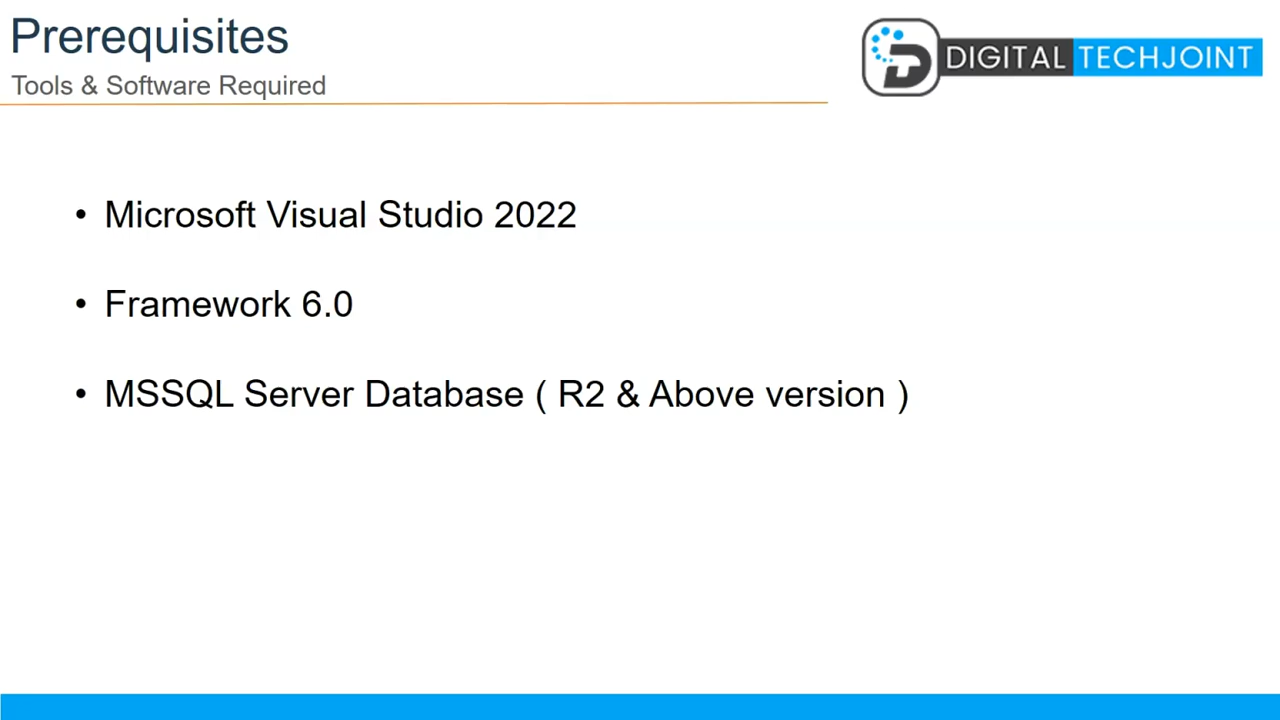 Prerequisites
Tools & Software Required
DIGITAL TECHJOINT
• Microsoft Visual Studio 2022
• Framework 6.0
• MSSQL Server Database ( R2 & Above version )